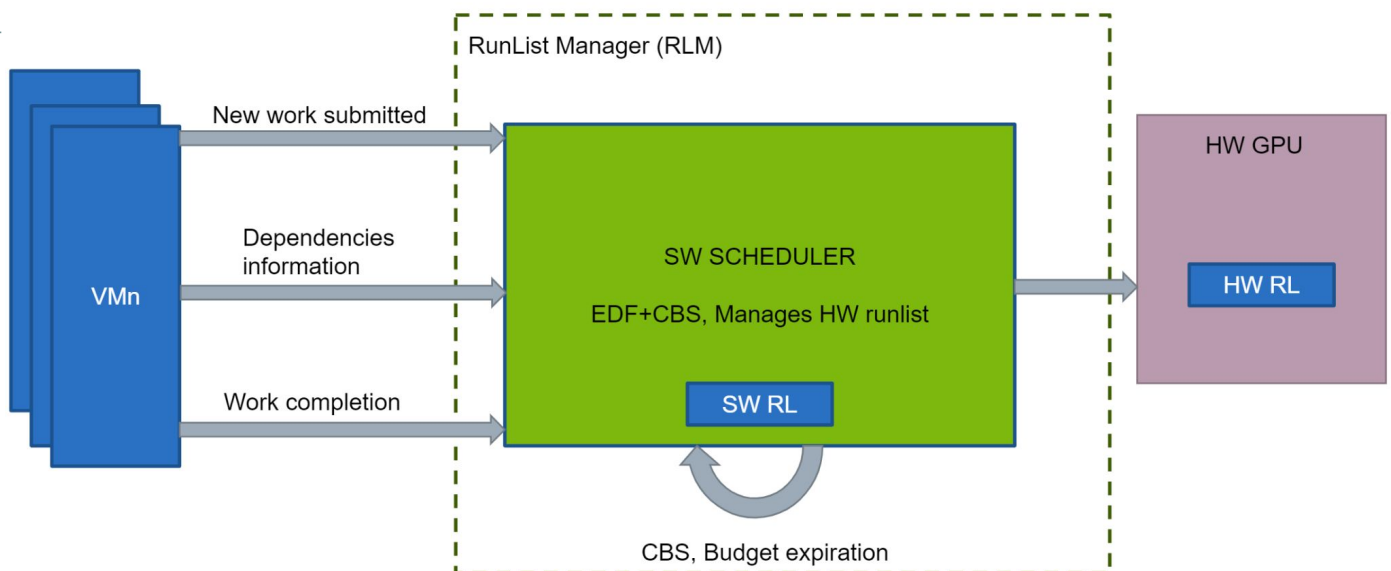 RunList Manager (RLM)
New work submitted
Dependencies
information
Work completion
VMn
SW SCHEDULER
EDF+CBS, Manages HW runlist
SW RL
CBS, Budget expiration
HW GPU
HW RL